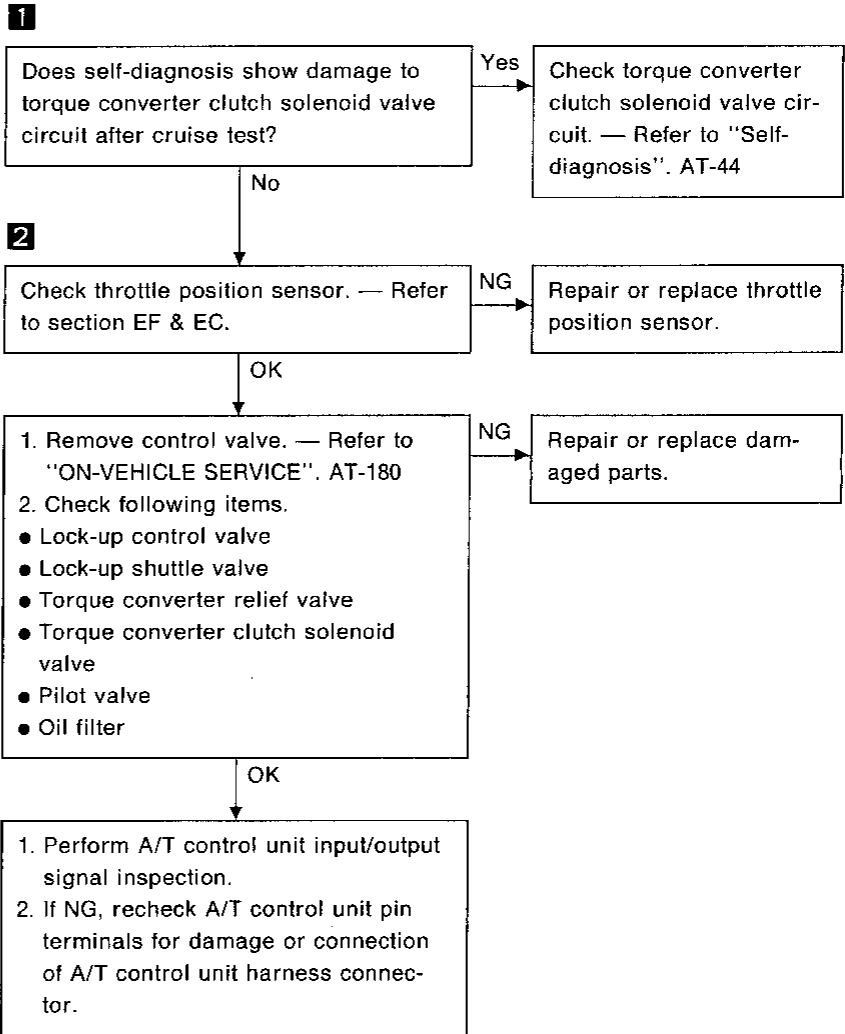 1
Does self-diagnosis show damage to
torque converter clutch solenoid valve
circuit after cruise test?
Yes
Check torque converter
clutch solenoid valve cir-
cuit. — Refer to "Self-
diagnosis". AT-44
No
2
Check throttle position sensor. — Refer
to section EF & EC.
NG
Repair or replace throttle
position sensor.
OK
1. Remove control valve. — Refer to
"ON-VEHICLE SERVICE". AT-180
2. Check following items.
● Lock-up control valve
● Lock-up shuttle valve
● Torque converter relief valve
● Torque converter clutch solenoid
valve
● Pilot valve
● Oil filter
NG
Repair or replace dam-
aged parts.
OK
1. Perform A/T control unit input/output
signal inspection.
2. If NG, recheck A/T control unit pin
terminals for damage or connection
of A/T control unit harness connec-
tor.